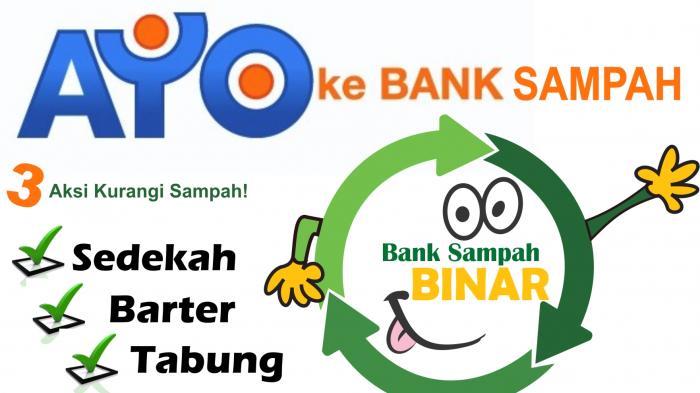 AYO ke BANK SAMPAH
3 Aksi Kurangi Sampah!
Sedekah
Barter
Tabung
Bank Sampah
BINAR